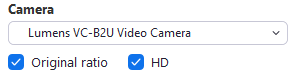 Camera
Lumens VC-B2U Video Camera
Original ratio HD